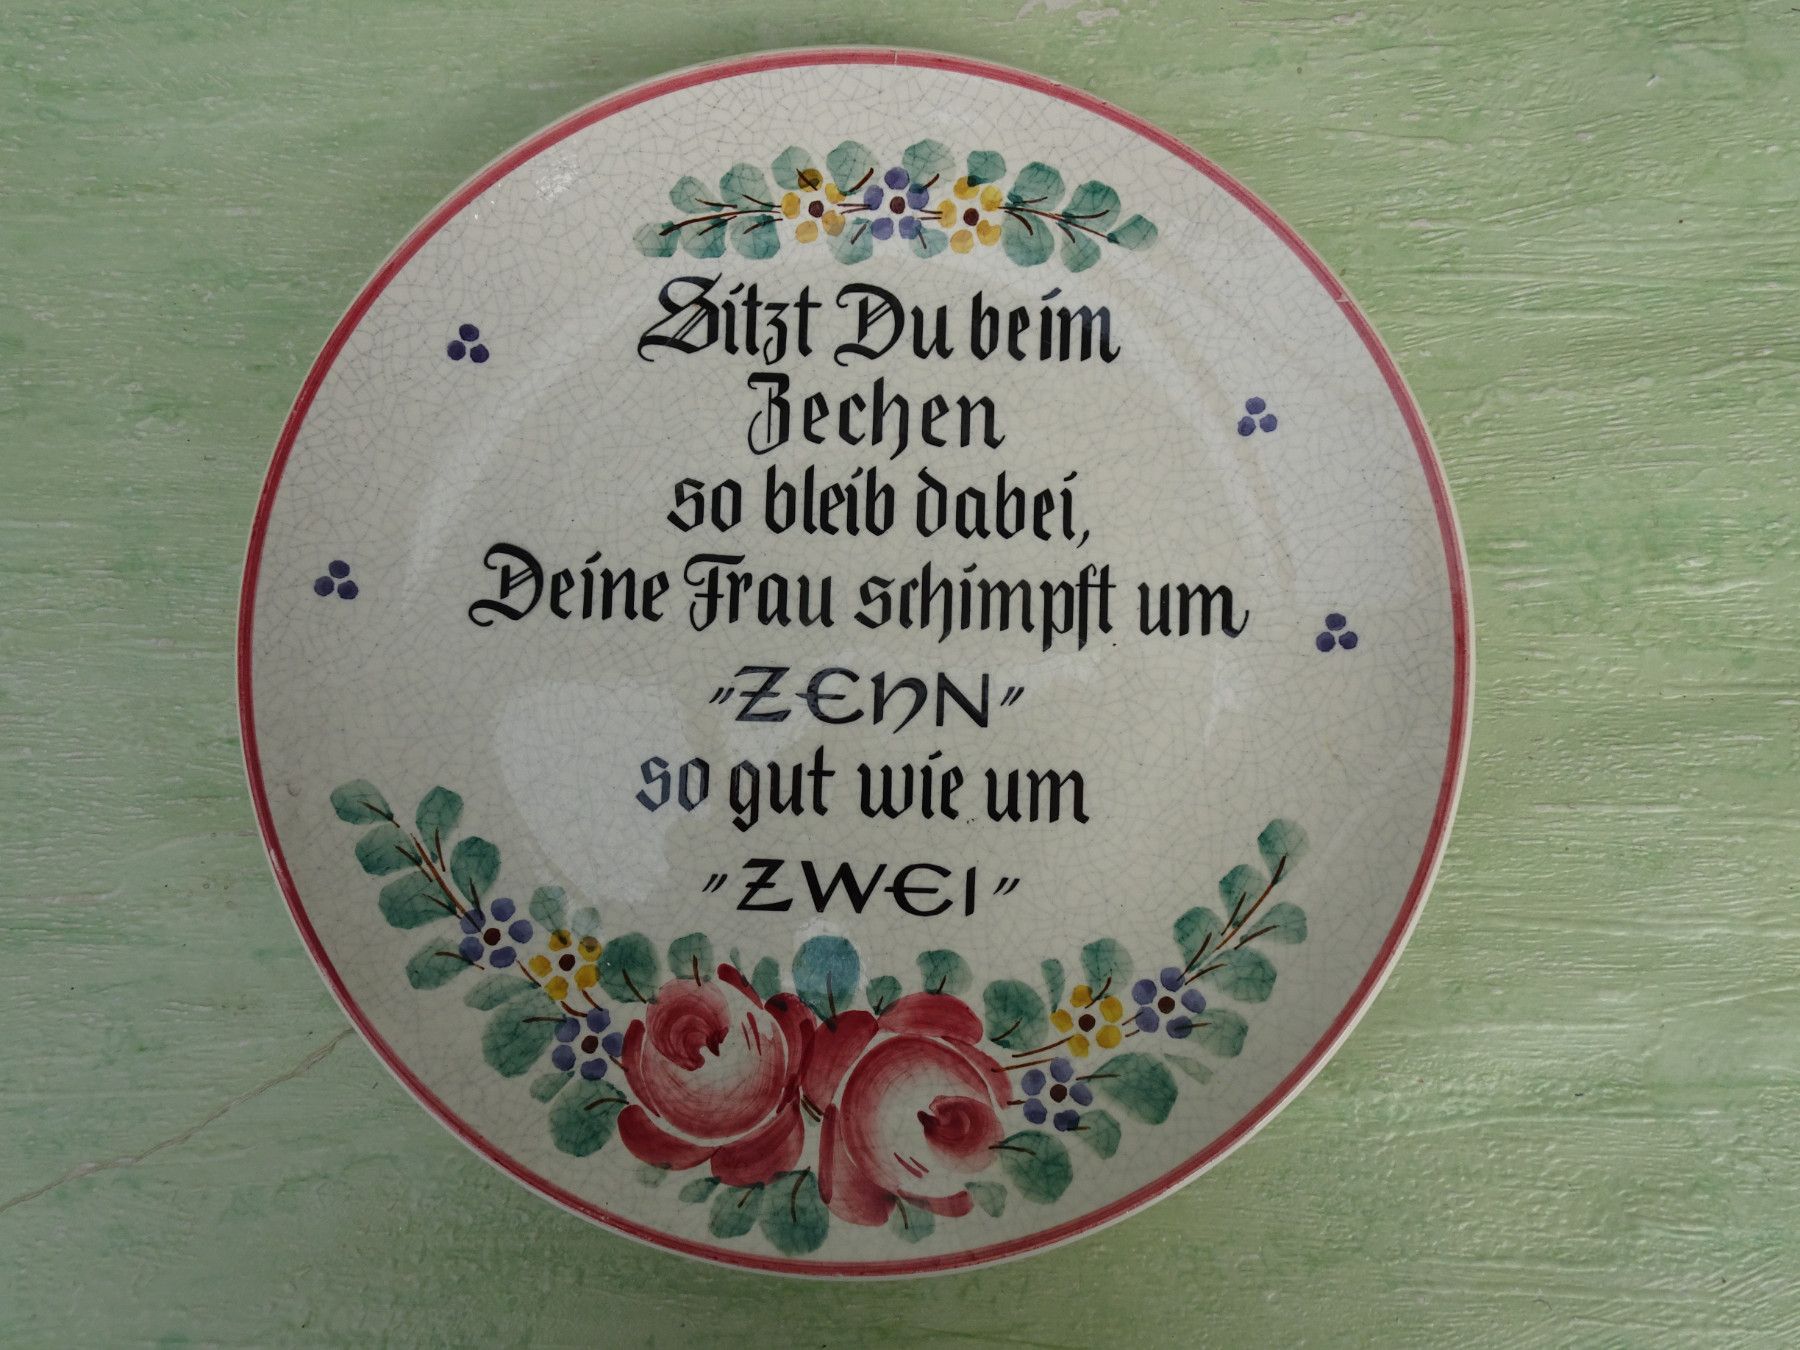 Sitzt Du beim
Zechen
so bleib dabei,
Deine Frau schimpft um
"ZEHN"
so gut wie um
"ZWEI"